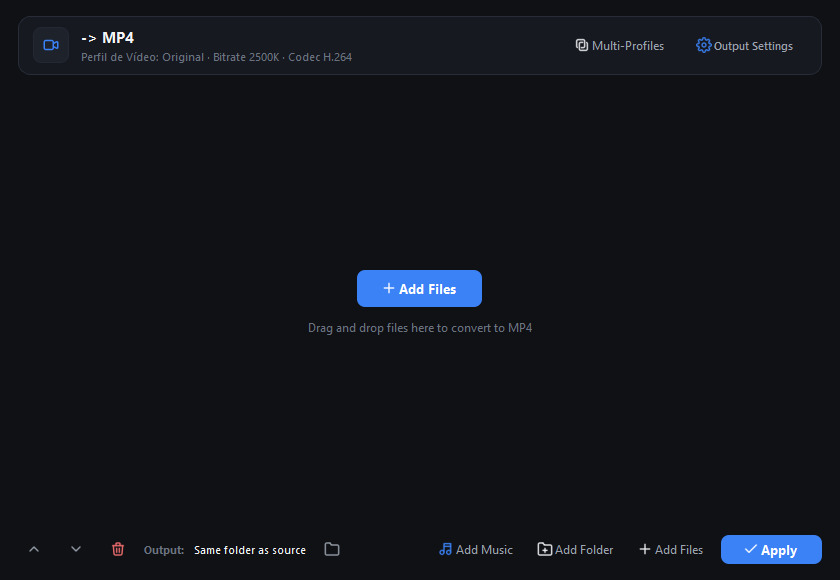 -> MP4
Perfil de Vídeo: Original · Bitrate 2500K · Codec H.264
Multi-Profiles
Output Settings
Add Files
Drag and drop files here to convert to MP4
Output: Same folder as source
Add Music
Add Folder
Add Files
Apply